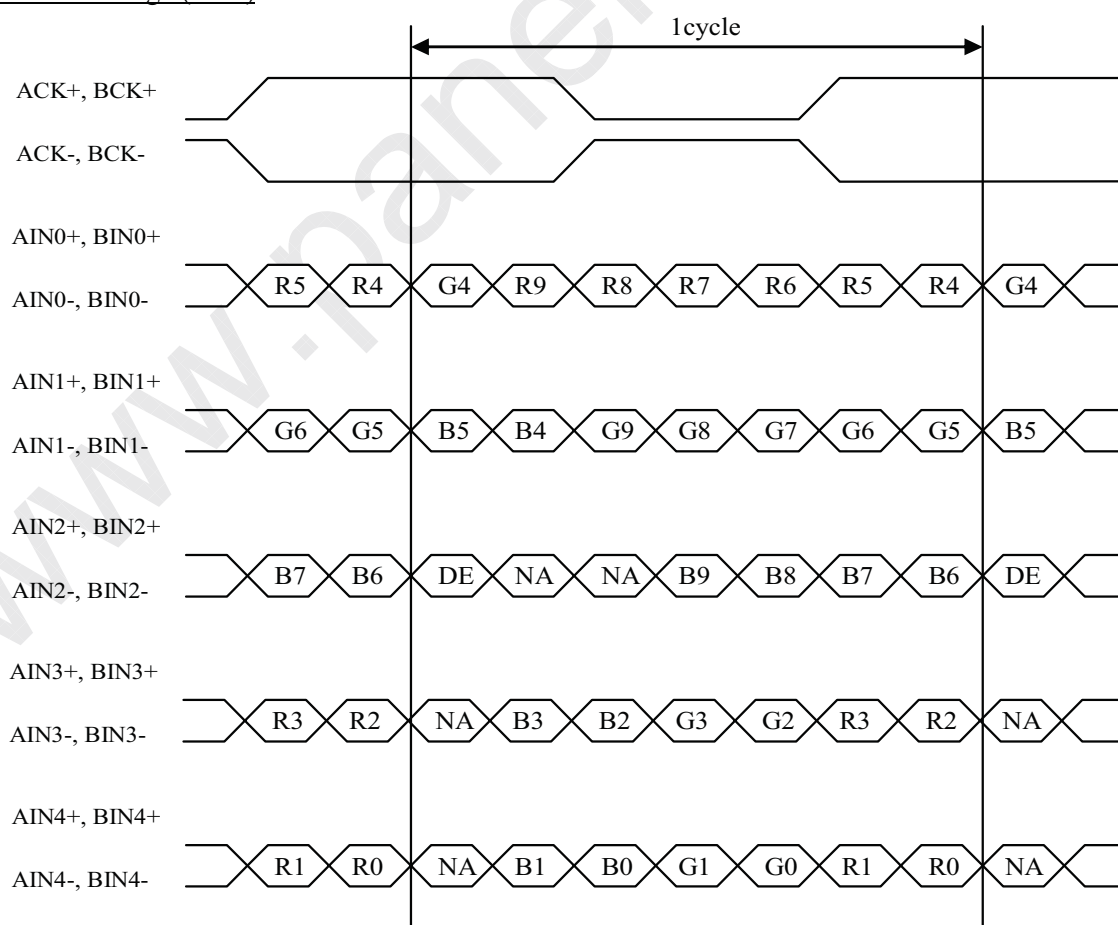 1cycle
ACK+, BCK+
ACK-, BCK-
AIN0+, BIN0+
R5 R4 G4 R9 R8 R7 R6 R5 R4 G4
AIN0-, BIN0-
AIN1+, BIN1+
G6 G5 B5 B4 G9 G8 G7 G6 G5 B5
AIN1-, BIN1-
AIN2+, BIN2+
B7 B6 DE NA NA B9 B8 B7 B6 DE
AIN2-, BIN2-
AIN3+, BIN3+
R3 R2 NA B3 B2 G3 G2 R3 R2 NA
AIN3-, BIN3-
AIN4+, BIN4+
R1 R0 NA B1 B0 G1 G0 R1 R0 NA
AIN4-, BIN4-
www.pane